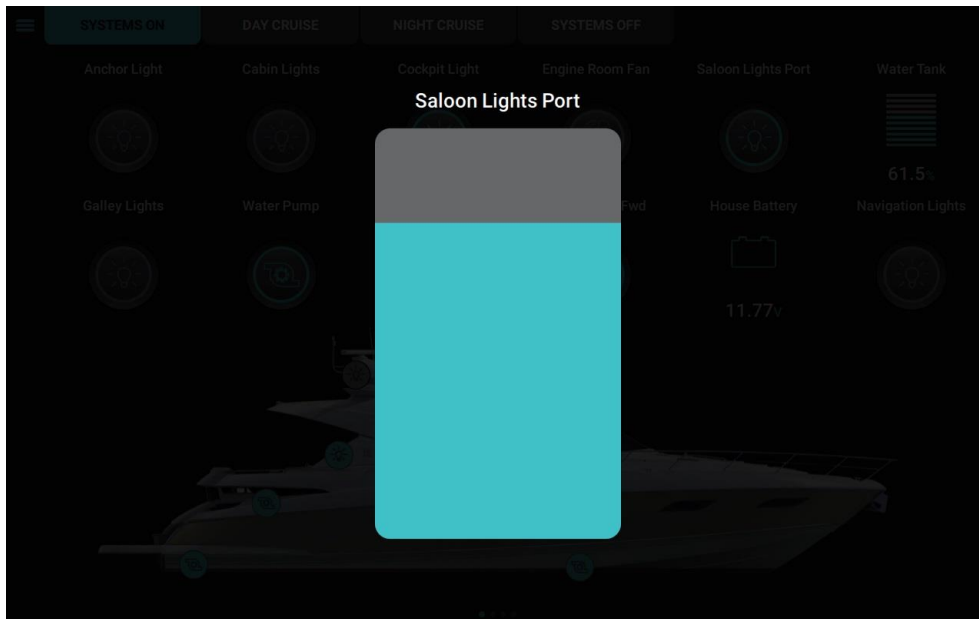 SYSTEMS ON DAY CRUISE NIGHT CRUISE SYSTEMS OFF
Anchor Light Cabin Lights Cockpit Light Engine Room Fan Saloon Lights Port Water Tank
Saloon Lights Port
61.5%
Galley Lights Water Pump Fwd House Battery Navigation Lights
11.77V